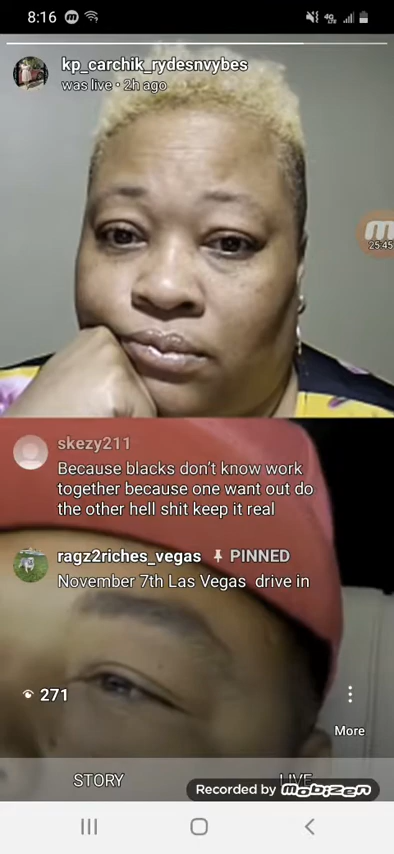 8:16
4G
kp_carchik_rydesnvybes
was live • 2h ago
25:45
skezy211
Because blacks don't know work
together because one want out do
the other hell shit keep it real
ragz2riches_vegas PINNED
November 7th Las Vegas drive in
271
More
STORY
LIVE
Recorded by mobizen